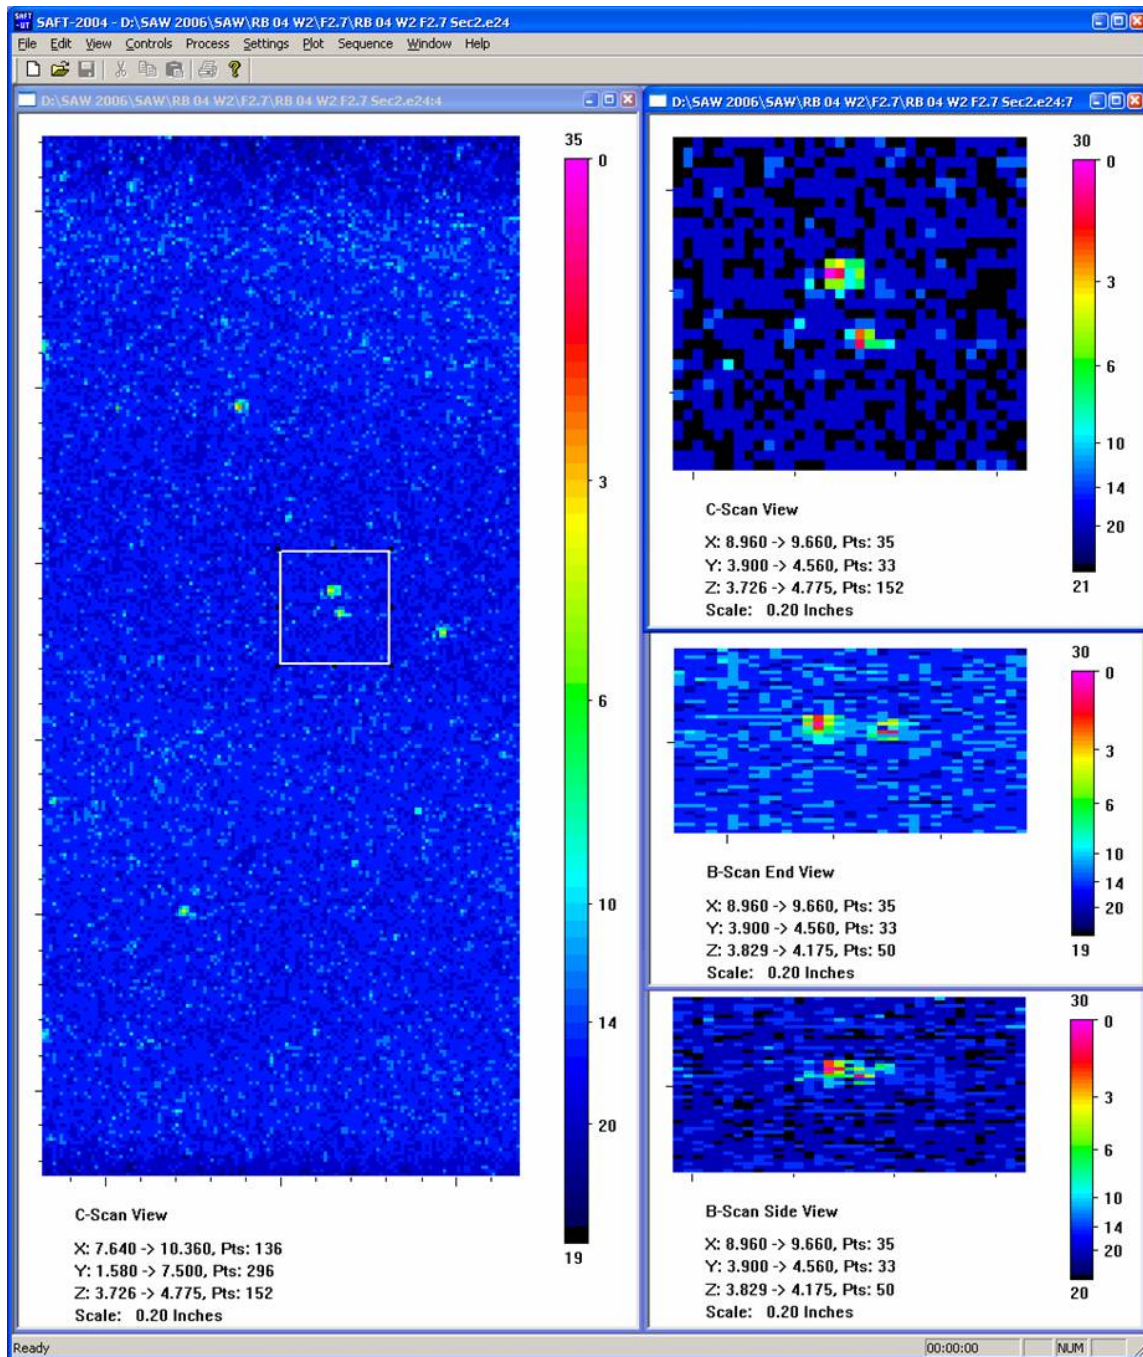 SAFT-2004 - D:\SAW 2006\SAW\RB 04 W2\F2.7\RB 04 W2 F2.7 Sec2.e24
File Edit View Controls Process Settings Plot Sequence Window Help
D:\SAW 2006\SAW\RB 04 W2\F2.7\RB 04 W2 F2.7 Sec2.e24:4
35
0
3
6
10
14
20
19
C-Scan View
X: 7.640 -> 10.360, Pts: 136
Y: 1.580 -> 7.500, Pts: 296
Z: 3.726 -> 4.775, Pts: 152
Scale: 0.20 Inches
D:\SAW 2006\SAW\RB 04 W2\F2.7\RB 04 W2 F2.7 Sec2.e24:7
30
0
3
6
10
14
20
21
C-Scan View
X: 8.960 -> 9.660, Pts: 35
Y: 3.900 -> 4.560, Pts: 33
Z: 3.726 -> 4.775, Pts: 152
Scale: 0.20 Inches
30
0
3
6
10
14
20
19
B-Scan End View
X: 8.960 -> 9.660, Pts: 35
Y: 3.900 -> 4.560, Pts: 33
Z: 3.829 -> 4.175, Pts: 50
Scale: 0.20 Inches
30
0
3
6
10
14
20
20
B-Scan Side View
X: 8.960 -> 9.660, Pts: 35
Y: 3.900 -> 4.560, Pts: 33
Z: 3.829 -> 4.175, Pts: 50
Scale: 0.20 Inches
Ready
00:00:00
NUM